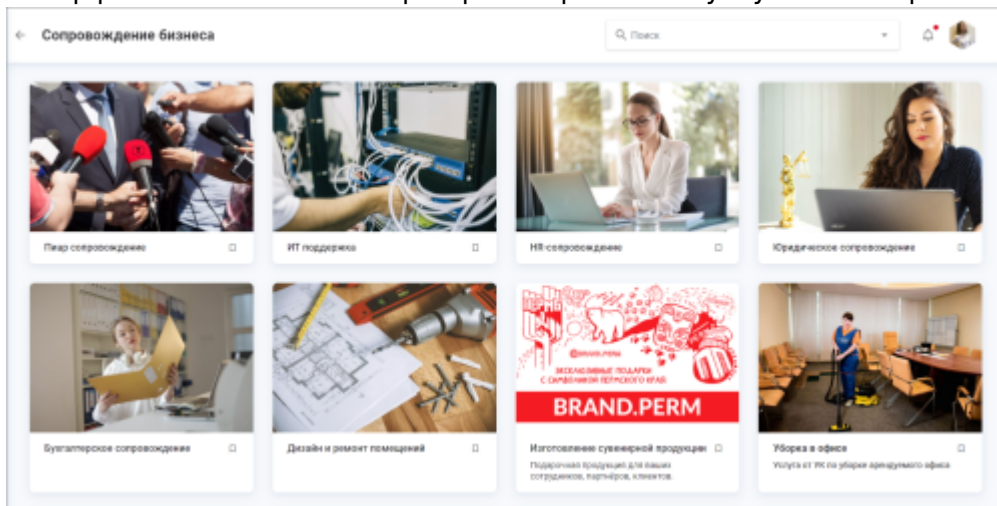 Сопровождение бизнеса
Поиск
Пиар сопровождение
ИТ поддержка
HR-сопровождение
Юридическое сопровождение
@BRAND.PERM
ЭКСКЛЮЗИВНЫЕ ПОДАРКИ
С СИМВОЛИКОЙ ПЕРМСКОГО КРАЯ
BRAND.PERM
Бухгалтерское сопровождение
Дизайн и ремонт помещений
Изготовление сувенирной продукции
Подарочная продукция для ваших
сотрудников, партнёров, клиентов.
Уборка в офисе
Услуга от УК по уборке арендуемого офиса